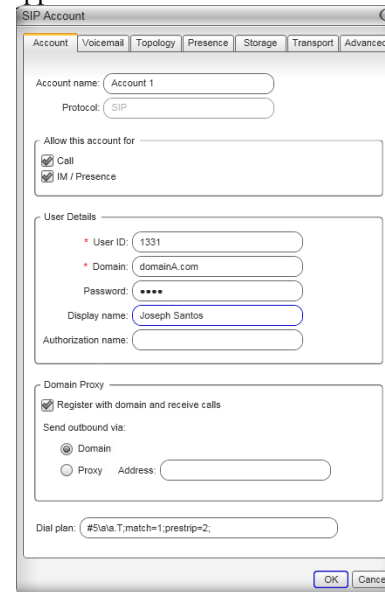 SIP Account
Account Voicemail Topology Presence Storage Transport Advanced
Account name: Account 1
Protocol: SIP
Allow this account for
Call
IM / Presence
User Details
* User ID: 1331
* Domain: domainA.com
Password: ••••
Display name: Joseph Santos
Authorization name:
Domain Proxy
Register with domain and receive calls
Send outbound via:
Domain
Proxy Address:
Dial plan: #5\a\a.T;match=1;prestrip=2;
OK Cance